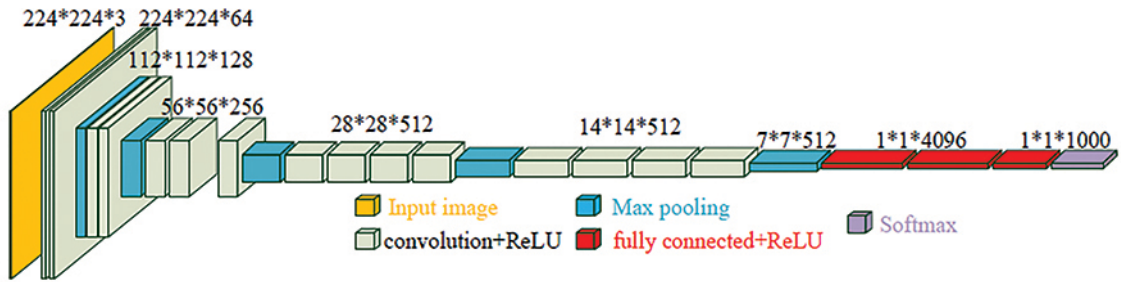 224*224*3
224*224*64
112*112*128
56*56*256
28*28*512
14*14*512
7*7*512
1*1*4096
1*1*1000
Input image
Max pooling
convolution+ReLU
fully connected+ReLU
Softmax